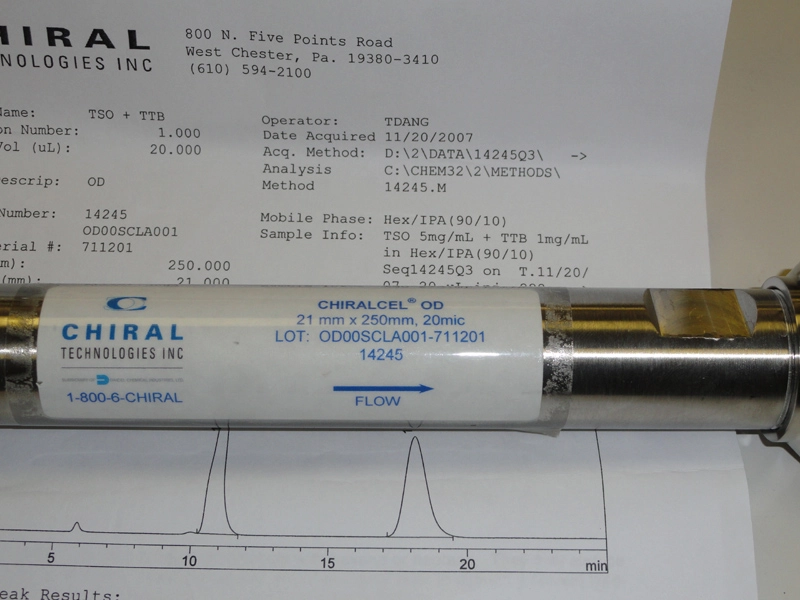 HIRAL
NOLOGIES INC
800 N. Five Points Road
West Chester, Pa. 19380-3410
(610) 594-2100
Name: TSO + TTB
on Number: 1.000
Vol (uL): 20.000
Descrip: OD
Number: 14245
OD00SCLA001
erial #: 711201
m): 250.000
(mm): 21.000
Operator: TDANG
Date Acquired 11/20/2007
Acq. Method: D:\2\DATA\14245Q3\ ->
Analysis C:\CHEM32\2\METHODS\
Method 14245.M
Mobile Phase: Hex/IPA(90/10)
Sample Info: TSO 5mg/mL + TTB 1mg/mL
in Hex/IPA(90/10)
Seq14245Q3 on T.11/20/
CHIRAL
TECHNOLOGIES INC
1-800-6-CHIRAL
CHIRALCEL® OD
21 mm x 250mm, 20mic
LOT: OD00SCLA001-711201
14245
FLOW
5 10 15 20 min
eak Results: